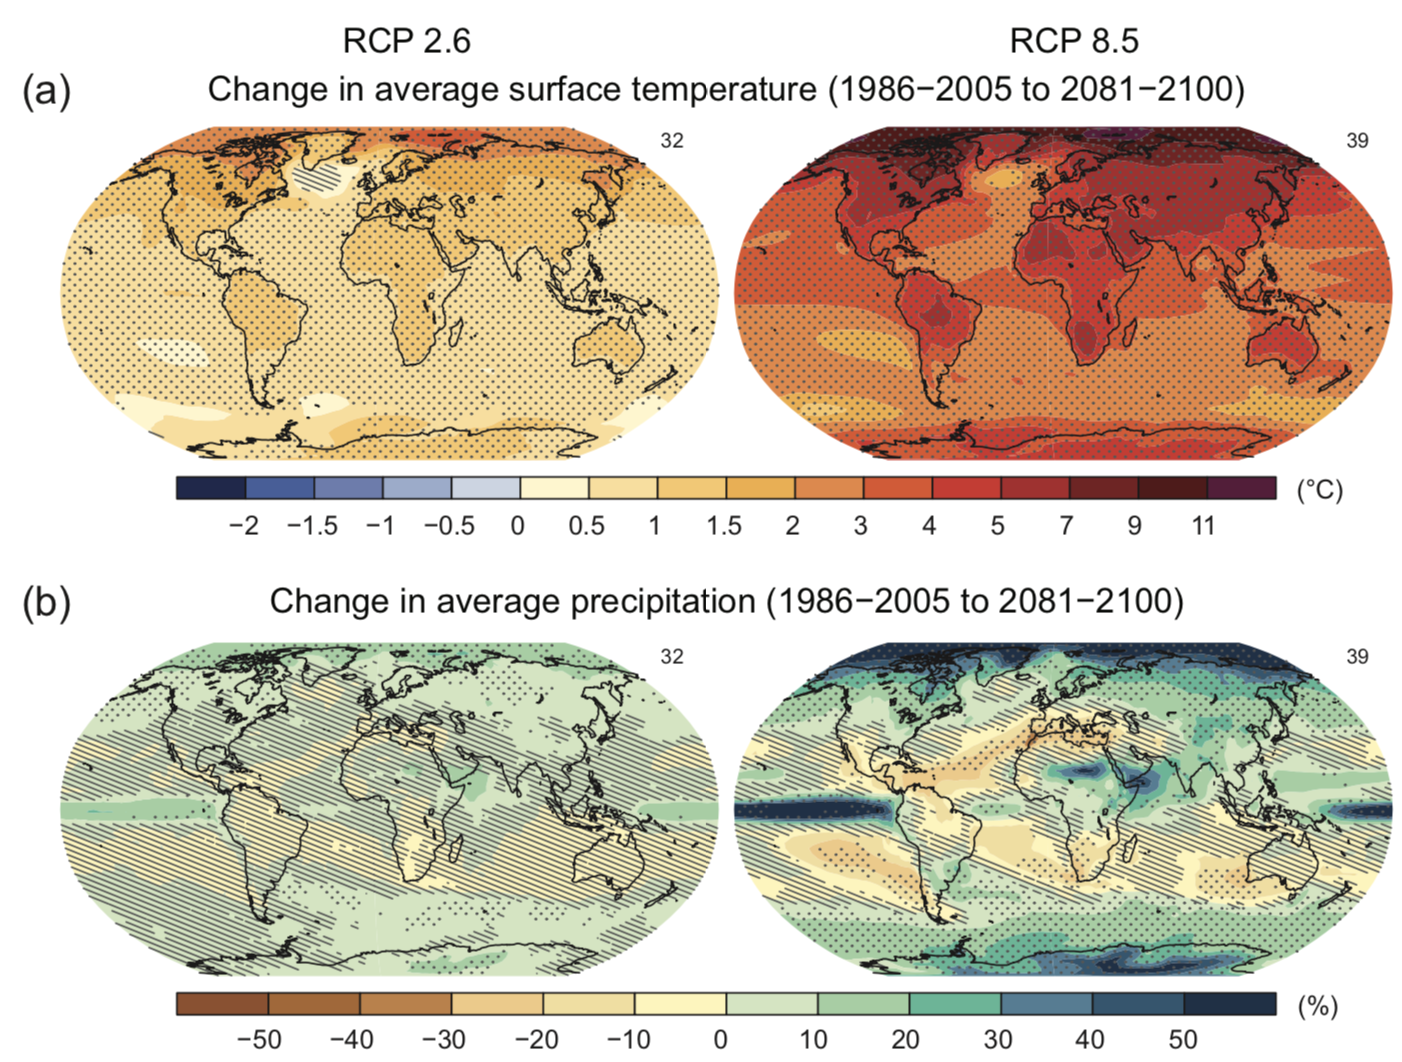 RCP 2.6 RCP 8.5
(a) Change in average surface temperature (1986−2005 to 2081−2100)
32 39
(°C)
−2 −1.5 −1 −0.5 0 0.5 1 1.5 2 3 4 5 7 9 11
(b) Change in average precipitation (1986−2005 to 2081−2100)
32 39
(%)
−50 −40 −30 −20 −10 0 10 20 30 40 50